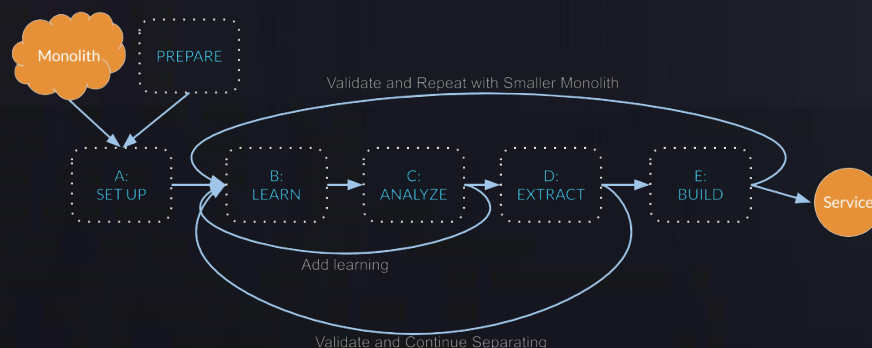 Monolith
PREPARE
Validate and Repeat with Smaller Monolith
A:
SET UP
B:
LEARN
C:
ANALYZE
D:
EXTRACT
E:
BUILD
Service
Add learning
Validate and Continue Separating